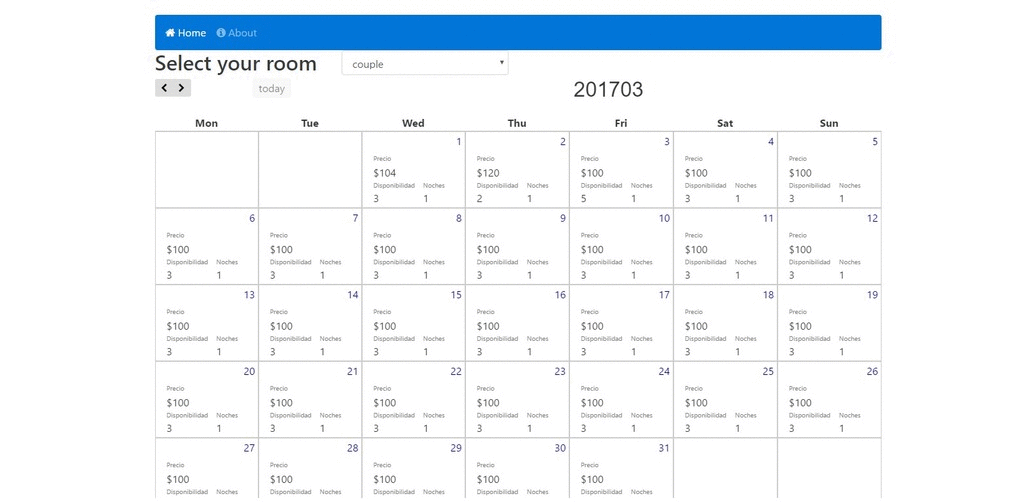 Home About
Select your room couple
today 201703
Mon Tue Wed Thu Fri Sat Sun
1 2 3 4 5
Precio Precio Precio Precio Precio
$104 $120 $100 $100 $100
Disponibilidad Noches Disponibilidad Noches Disponibilidad Noches Disponibilidad Noches Disponibilidad Noches
3 1 2 1 5 1 3 1 3 1
6 7 8 9 10 11 12
Precio Precio Precio Precio Precio Precio Precio
$100 $100 $100 $100 $100 $100 $100
Disponibilidad Noches Disponibilidad Noches Disponibilidad Noches Disponibilidad Noches Disponibilidad Noches Disponibilidad Noches Disponibilidad Noches
3 1 3 1 3 1 3 1 3 1 3 1 3 1
13 14 15 16 17 18 19
Precio Precio Precio Precio Precio Precio Precio
$100 $100 $100 $100 $100 $100 $100
Disponibilidad Noches Disponibilidad Noches Disponibilidad Noches Disponibilidad Noches Disponibilidad Noches Disponibilidad Noches Disponibilidad Noches
3 1 3 1 3 1 3 1 3 1 3 1 3 1
20 21 22 23 24 25 26
Precio Precio Precio Precio Precio Precio Precio
$100 $100 $100 $100 $100 $100 $100
Disponibilidad Noches Disponibilidad Noches Disponibilidad Noches Disponibilidad Noches Disponibilidad Noches Disponibilidad Noches Disponibilidad Noches
3 1 3 1 3 1 3 1 3 1 3 1 3 1
27 28 29 30 31
Precio Precio Precio Precio Precio
$100 $100 $100 $100 $100
Disponibilidad Noches Disponibilidad Noches Disponibilidad Noches Disponibilidad Noches Disponibilidad Noches